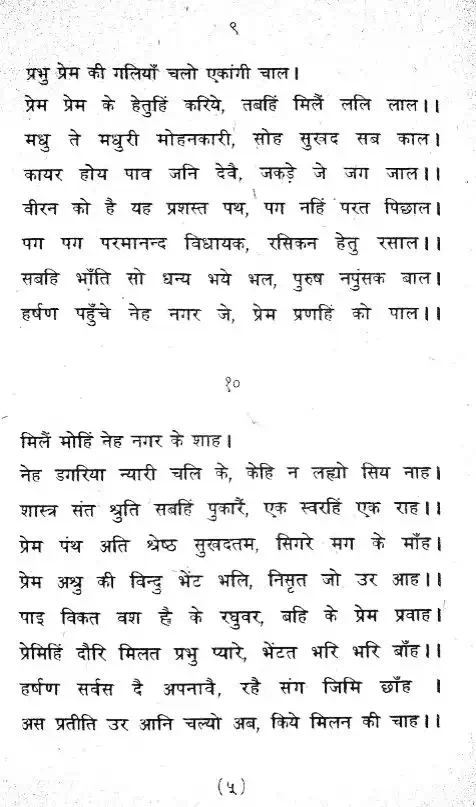 ९
प्रभु प्रेम की गलियाँ चलो एकांगी चाल।
प्रेम प्रेम के हेतुहिं करिये, तबहिं मिलैं ललि लाल।।
मधु ते मधुरी मोहनकारी, सोह सुखद सब काल।
कायर होय पाव जनि देवै, जकड़े जे जग जाल।।
वीरन को है यह प्रशस्त पथ, पग नहिं परत पिछाल।
पग पग परमानन्द विधायक, रसिकन हेतु रसाल।।
सबहि भाँति सो धन्य भये भल, पुरुष नपुंसक बाल।
हर्षण पहुँचे नेह नगर जे, प्रेम प्रणहिं को पाल।।
१०
मिलैं मोहिं नेह नगर के शाह।
नेह डगरिया न्यारी चलि के, केहि न लह्यो सिय नाह।
शास्त्र संत श्रुति सबहिं पुकारैं, एक स्वरहिं एक राह।।
प्रेम पंथ अति श्रेष्ठ सुखदतम, सिगरे मग के माँह।
प्रेम अश्रु की विन्दु भेंट भलि, निसृत जो उर आह।।
पाइ विकत वश ह्वै के रघुवर, बहि के प्रेम प्रवाह।
प्रेमिहिं दौरि मिलत प्रभु प्यारे, भेंटत भरि भरि बाँह।।
हर्षण सर्वस दै अपनावै, रहै संग जिमि छाँह ।
अस प्रतीति उर आनि चल्यो अब, किये मिलन की चाह।।
(५)